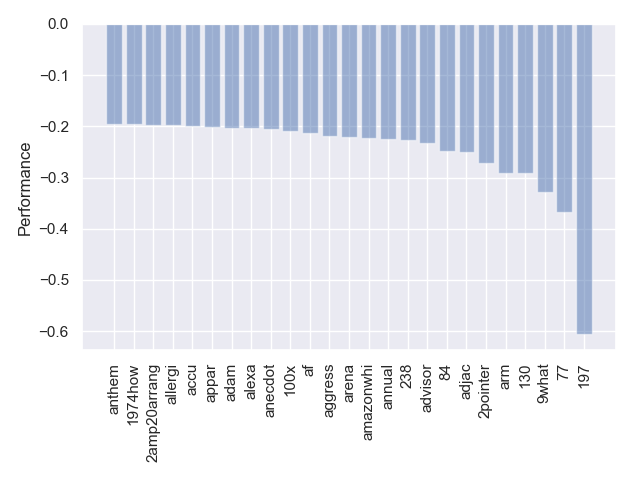 0.0
−0.1
−0.2
−0.3
−0.4
−0.5
−0.6
Performance
anthem
1974how
2amp20arrang
allergi
accu
appar
adam
alexa
anecdot
100x
af
aggress
arena
amazonwhi
annual
238
advisor
84
adjac
2pointer
arm
130
9what
77
197